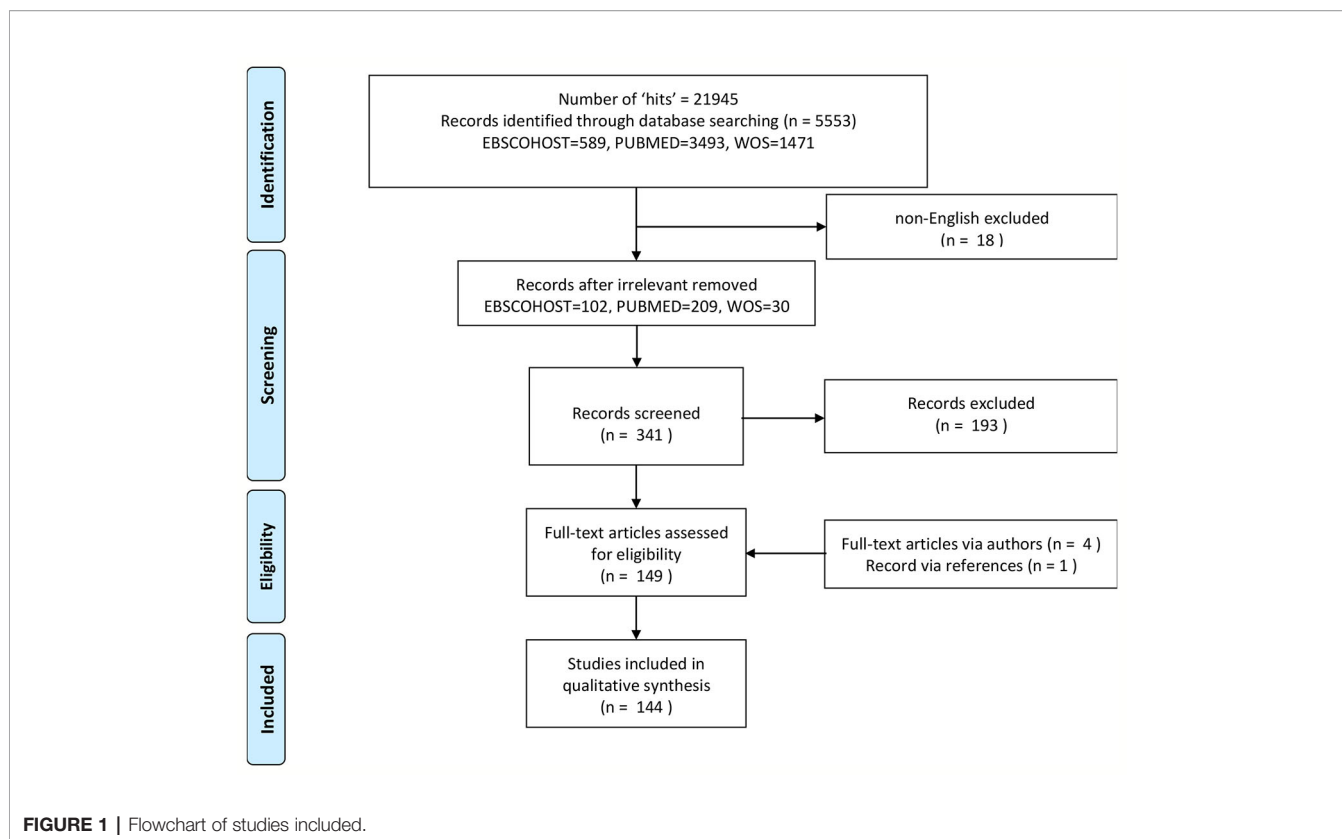 Identification
Number of ‘hits’ = 21945
Records identified through database searching (n = 5553)
EBSCOHOST=589, PUBMED=3493, WOS=1471
non-English excluded
(n = 18 )
Screening
Records after irrelevant removed
EBSCOHOST=102, PUBMED=209, WOS=30
Records screened
(n = 341 )
Records excluded
(n = 193 )
Eligibility
Full-text articles assessed
for eligibility
(n = 149 )
Full-text articles via authors (n = 4 )
Record via references (n = 1 )
Included
Studies included in
qualitative synthesis
(n = 144 )
FIGURE 1 | Flowchart of studies included.